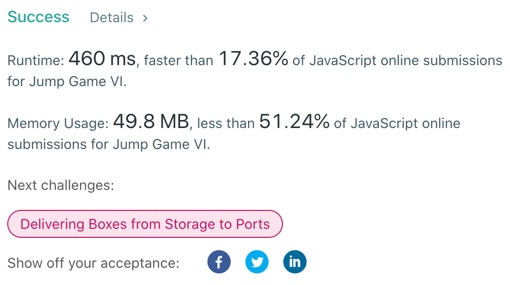 Success Details >
Runtime: 460 ms, faster than 17.36% of JavaScript online submissions
for Jump Game VI.
Memory Usage: 49.8 MB, less than 51.24% of JavaScript online
submissions for Jump Game VI.
Next challenges:
Delivering Boxes from Storage to Ports
Show off your acceptance: f in